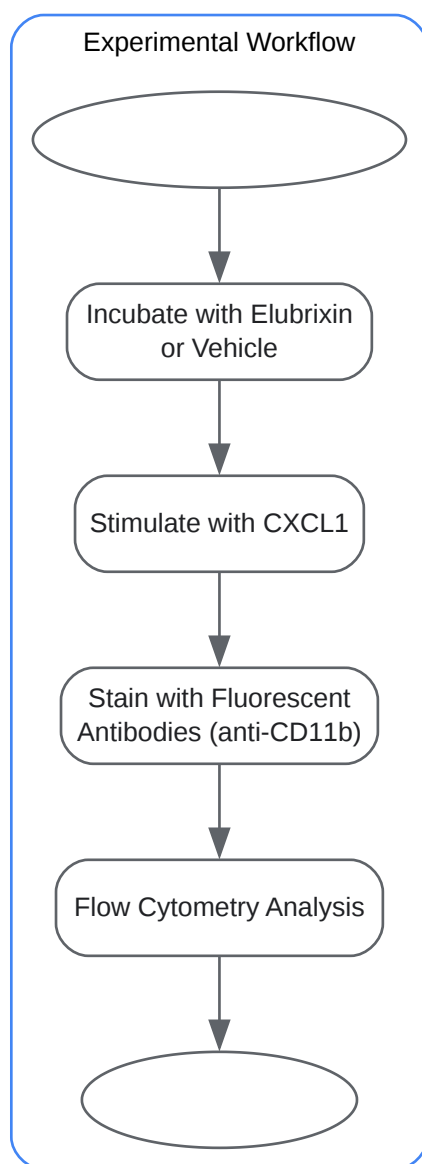 Experimental Workflow
Incubate with Elubrixin
or Vehicle
Stimulate with CXCL1
Stain with Fluorescent
Antibodies (anti-CD11b)
Flow Cytometry Analysis